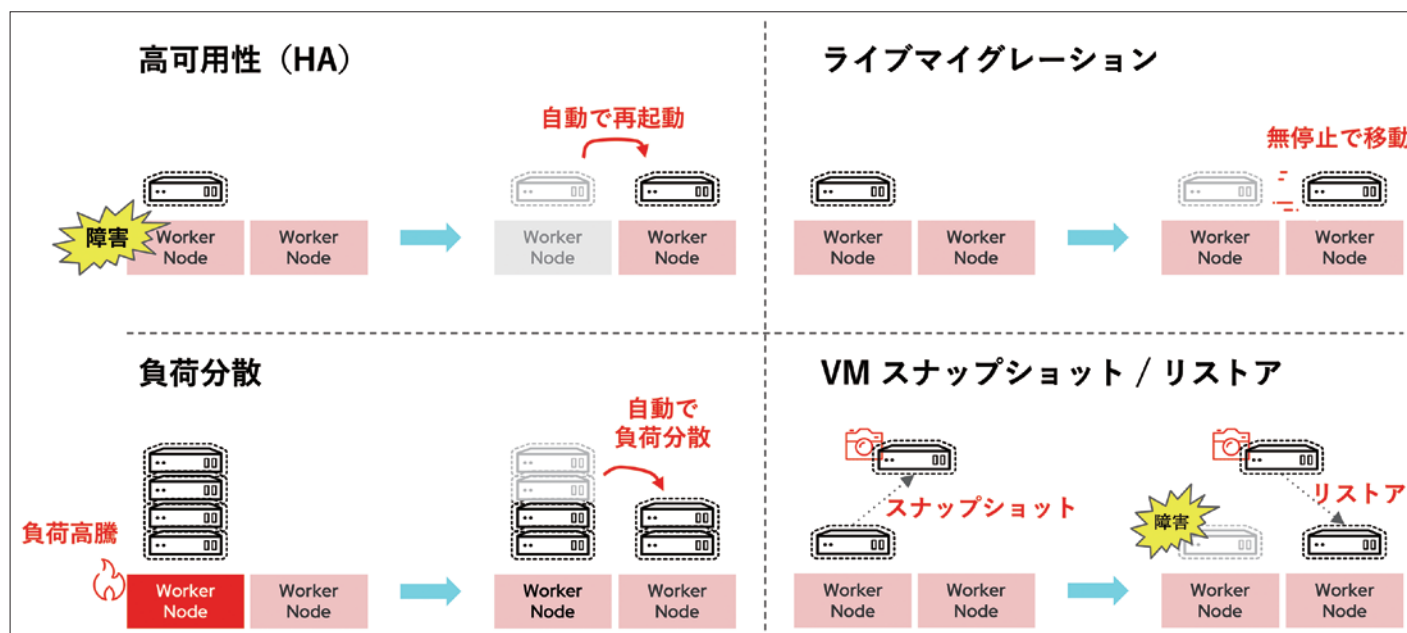 高可用性（HA）
自動で再起動
障害
Worker
Node
Worker
Node
Worker
Node
Worker
Node
ライブマイグレーション
無停止で移動
Worker
Node
Worker
Node
Worker
Node
Worker
Node
負荷分散
自動で
負荷分散
負荷高騰
Worker
Node
Worker
Node
Worker
Node
Worker
Node
VM スナップショット / リストア
スナップショット
リストア
障害
Worker
Node
Worker
Node
Worker
Node
Worker
Node